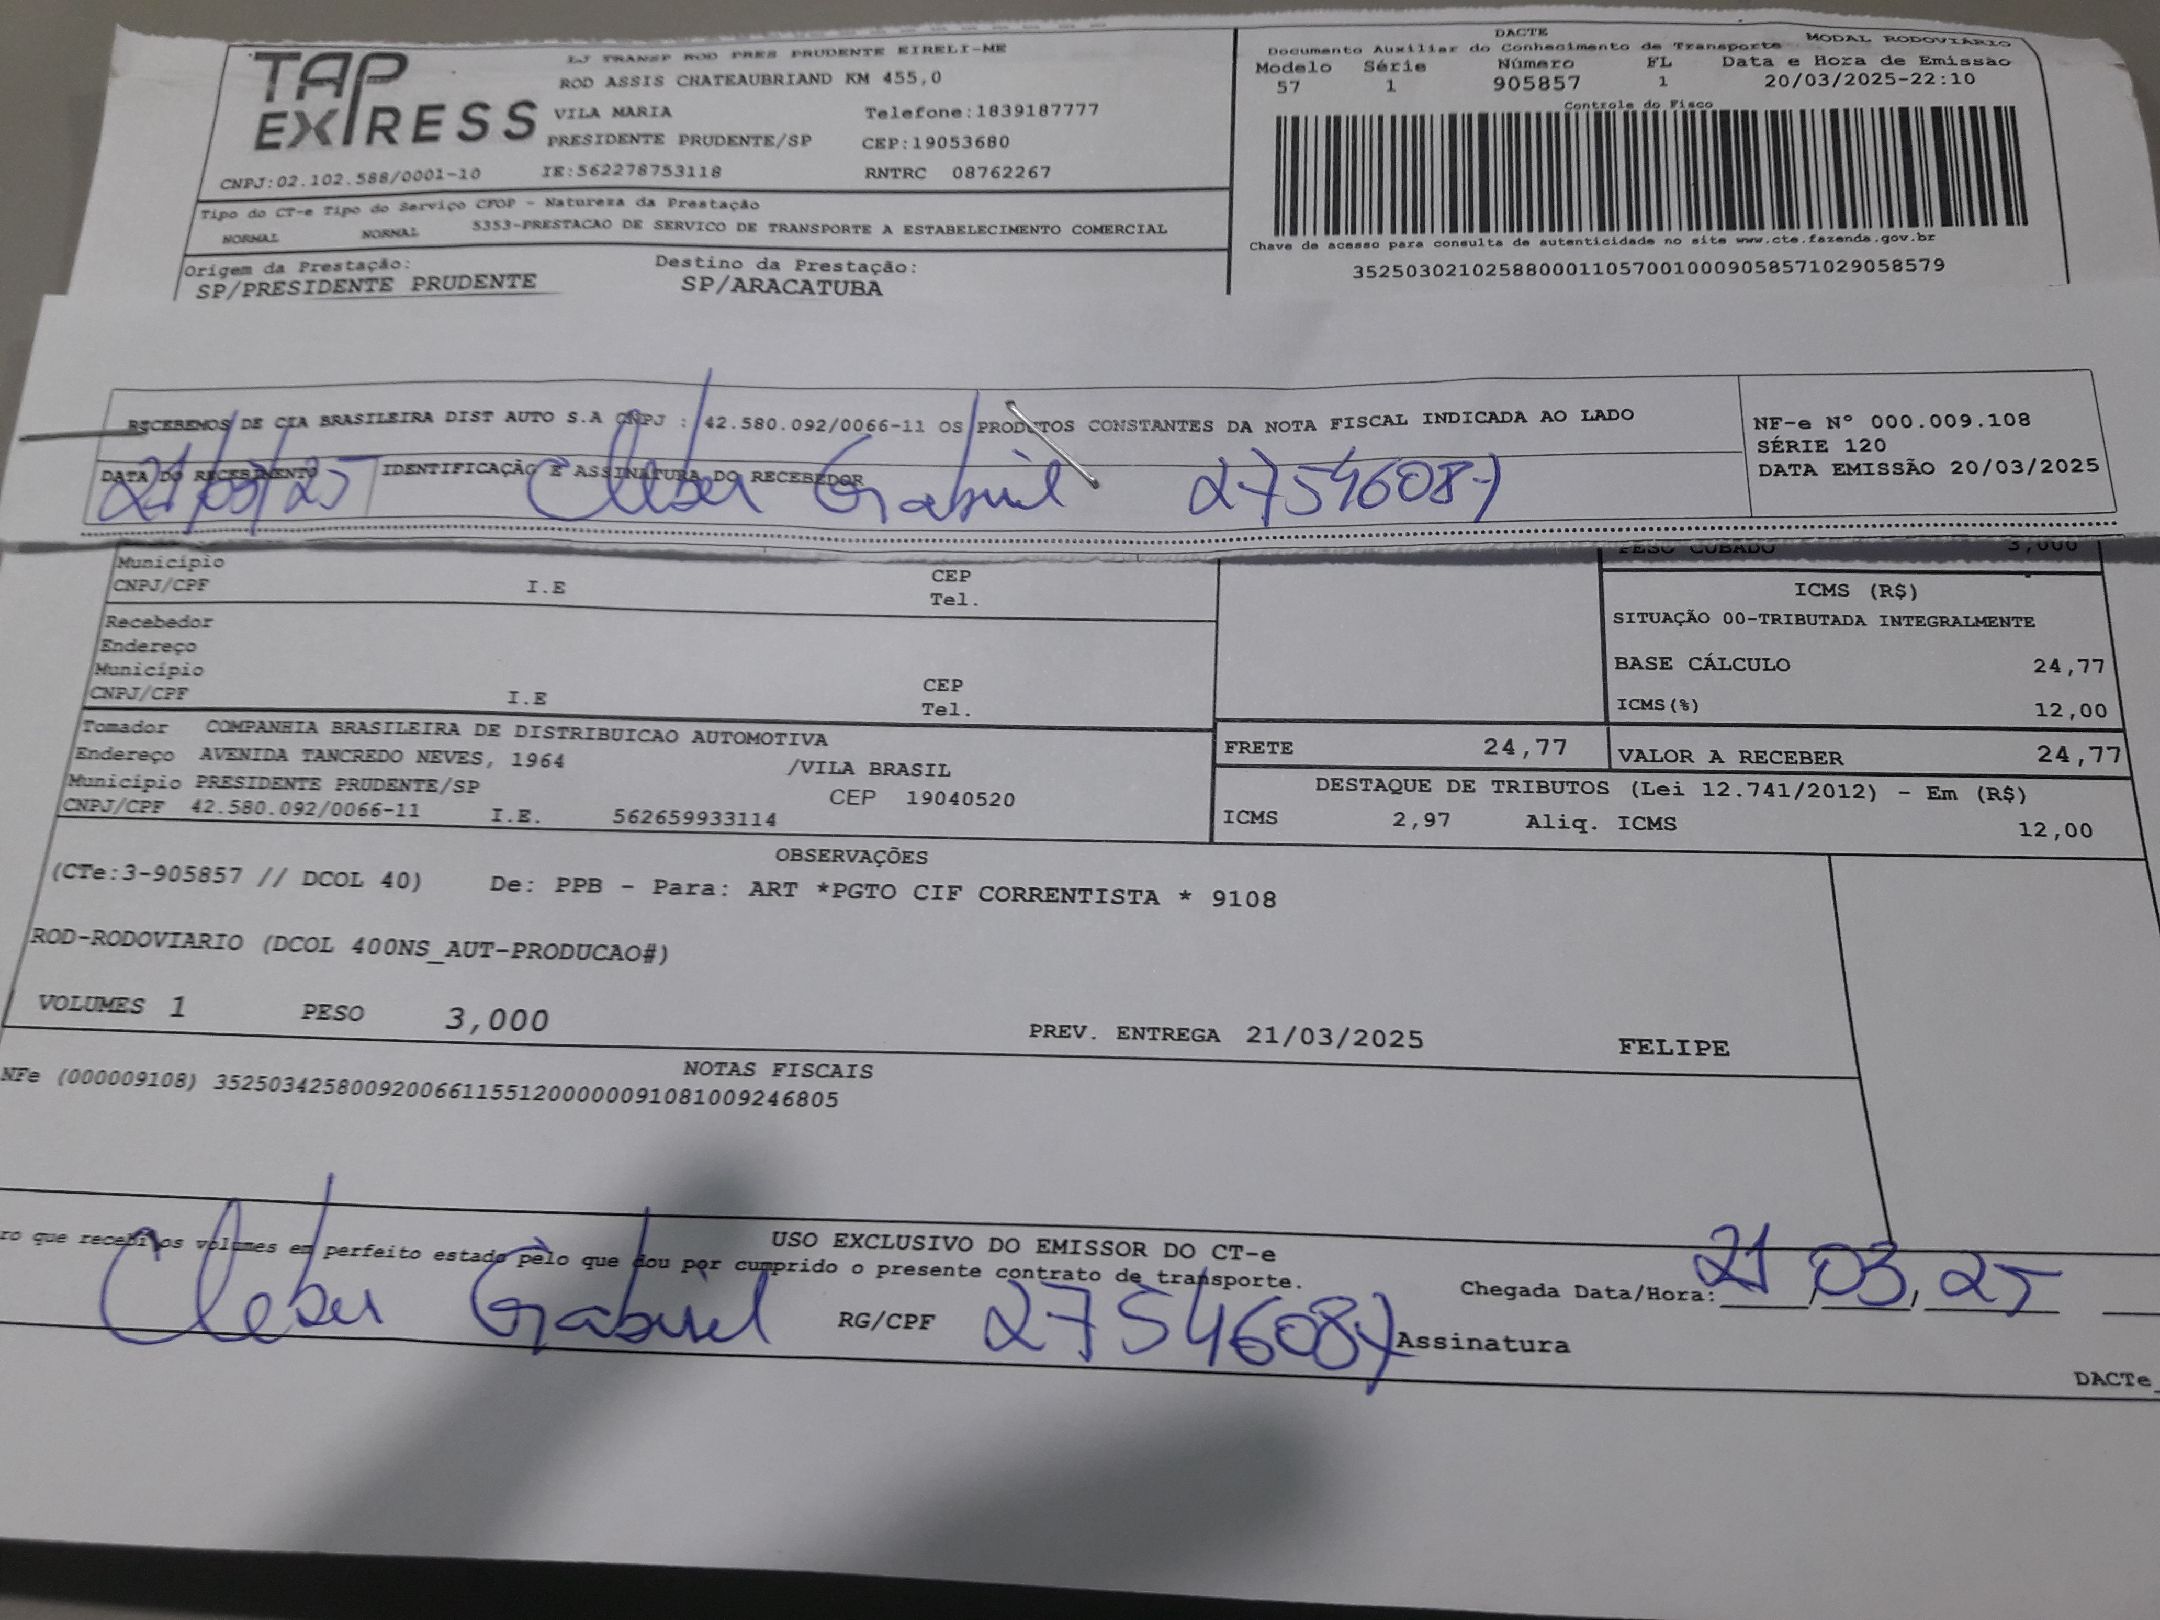 TAP EXPRESS
LJ TRANSP ROD PRES PRUDENTE EIRELI-ME
ROD ASSIS CHATEAUBRIAND KM 455,0
VILA MARIA Telefone:1839187777
PRESIDENTE PRUDENTE/SP CEP:19053680
CNPJ:02.102.588/0001-10 IE:562278753118 RNTRC 08762267
Tipo do CT-e Tipo do Serviço CFOP - Natureza da Prestação
NORMAL NORMAL 5353-PRESTACAO DE SERVICO DE TRANSPORTE A ESTABELECIMENTO COMERCIAL
Origem da Prestação: Destino da Prestação:
SP/PRESIDENTE PRUDENTE SP/ARACATUBA
DACTE
Documento Auxiliar do Conhecimento de Transporte MODAL RODOVIÁRIO
Modelo Série Número FL Data e Hora de Emissão
57 1 905857 1 20/03/2025-22:10
Controle do Fisco
Chave de acesso para consulta de autenticidade no site www.cte.fazenda.gov.br
35250302102588000110570010009058571029058579
RECEBEMOS DE CIA BRASILEIRA DIST AUTO S.A CNPJ : 42.580.092/0066-11 OS PRODUTOS CONSTANTES DA NOTA FISCAL INDICADA AO LADO
DATA DO RECEBIMENTO IDENTIFICAÇÃO E ASSINATURA DO RECEBEDOR
21/03/25 Cleber Gabriel 27546087
NF-e Nº 000.009.108
SÉRIE 120
DATA EMISSÃO 20/03/2025
Município CEP
CNPJ/CPF I.E Tel.
Recebedor
Endereço
Município CEP
CNPJ/CPF I.E Tel.
PESO CUBADO 3,000
ICMS (R$)
SITUAÇÃO 00-TRIBUTADA INTEGRALMENTE
BASE CÁLCULO 24,77
ICMS(%) 12,00
Tomador COMPANHIA BRASILEIRA DE DISTRIBUICAO AUTOMOTIVA
Endereço AVENIDA TANCREDO NEVES, 1964 /VILA BRASIL
Município PRESIDENTE PRUDENTE/SP CEP 19040520
CNPJ/CPF 42.580.092/0066-11 I.E. 562659933114
FRETE 24,77 VALOR A RECEBER 24,77
DESTAQUE DE TRIBUTOS (Lei 12.741/2012) - Em (R$)
ICMS 2,97 Aliq. ICMS 12,00
OBSERVAÇÕES
(CTe:3-905857 // DCOL 40) De: PPB - Para: ART *PGTO CIF CORRENTISTA * 9108
ROD-RODOVIARIO (DCOL 400NS_AUT-PRODUCAO#)
VOLUMES 1 PESO 3,000 PREV. ENTREGA 21/03/2025 FELIPE
NOTAS FISCAIS
NFe (000009108) 35250342580092006611551200000091081009246805
USO EXCLUSIVO DO EMISSOR DO CT-e
ro que recebi os volumes em perfeito estado pelo que dou por cumprido o presente contrato de transporte.
Chegada Data/Hora: 21 03, 25
Cleber Gabriel RG/CPF 27546087 Assinatura
DACTe_